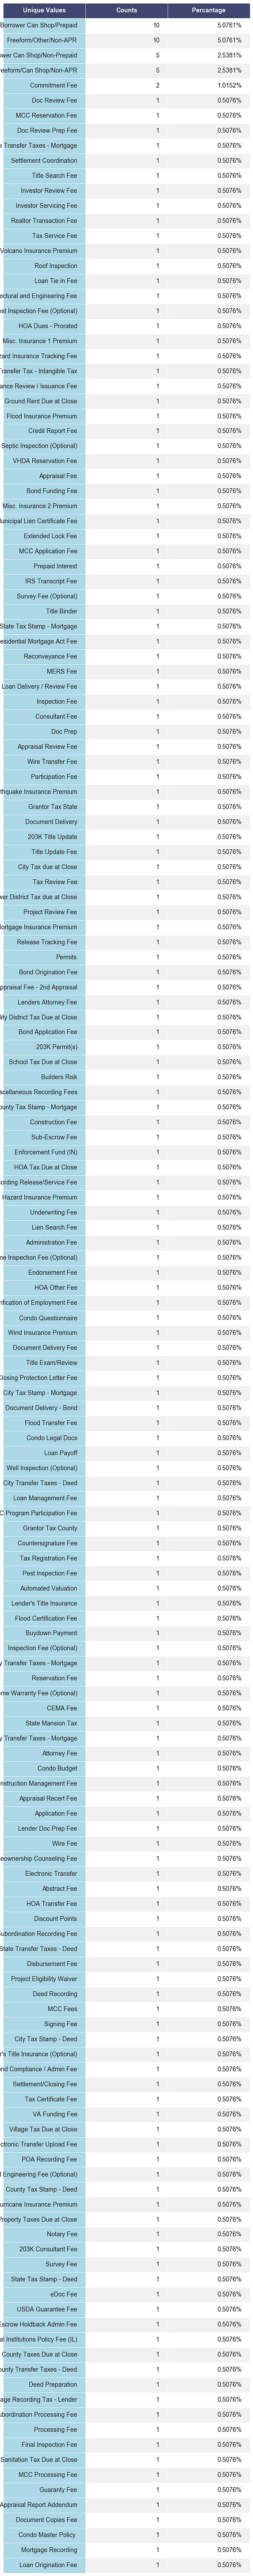 Unique Values Counts Percantage
Borrower Can Shop/Prepaid 10 5.0761%
Freeform/Other/Non-APR 10 5.0761%
wer Can Shop/Non-Prepaid 5 2.5381%
reeform/Can Shop/Non-APR 5 2.5381%
Commitment Fee 2 1.0152%
Doc Review Fee 1 0.5076%
MCC Reservation Fee 1 0.5076%
Doc Review Prep Fee 1 0.5076%
e Transfer Taxes - Mortgage 1 0.5076%
Settlement Coordination 1 0.5076%
Title Search Fee 1 0.5076%
Investor Review Fee 1 0.5076%
Investor Servicing Fee 1 0.5076%
Realtor Transaction Fee 1 0.5076%
Tax Service Fee 1 0.5076%
Volcano Insurance Premium 1 0.5076%
Roof Inspection 1 0.5076%
Loan Tie in Fee 1 0.5076%
ectural and Engineering Fee 1 0.5076%
est Inspection Fee (Optional) 1 0.5076%
HOA Dues - Prorated 1 0.5076%
Misc. Insurance 1 Premium 1 0.5076%
zard Insurance Tracking Fee 1 0.5076%
Transfer Tax - Intangible Tax 1 0.5076%
ance Review / Issuance Fee 1 0.5076%
Ground Rent Due at Close 1 0.5076%
Flood Insurance Premium 1 0.5076%
Credit Report Fee 1 0.5076%
Septic Inspection (Optional) 1 0.5076%
VHDA Reservation Fee 1 0.5076%
Appraisal Fee 1 0.5076%
Bond Funding Fee 1 0.5076%
Misc. Insurance 2 Premium 1 0.5076%
unicipal Lien Certificate Fee 1 0.5076%
Extended Lock Fee 1 0.5076%
MCC Application Fee 1 0.5076%
Prepaid Interest 1 0.5076%
IRS Transcript Fee 1 0.5076%
Survey Fee (Optional) 1 0.5076%
Title Binder 1 0.5076%
State Tax Stamp - Mortgage 1 0.5076%
esidential Mortgage Act Fee 1 0.5076%
Reconveyance Fee 1 0.5076%
MERS Fee 1 0.5076%
Loan Delivery / Review Fee 1 0.5076%
Inspection Fee 1 0.5076%
Consultant Fee 1 0.5076%
Doc Prep 1 0.5076%
Appraisal Review Fee 1 0.5076%
Wire Transfer Fee 1 0.5076%
Participation Fee 1 0.5076%
thquake Insurance Premium 1 0.5076%
Grantor Tax State 1 0.5076%
Document Delivery 1 0.5076%
203K Title Update 1 0.5076%
Title Update Fee 1 0.5076%
City Tax due at Close 1 0.5076%
Tax Review Fee 1 0.5076%
wer District Tax due at Close 1 0.5076%
Project Review Fee 1 0.5076%
Mortgage Insurance Premium 1 0.5076%
Release Tracking Fee 1 0.5076%
Permits 1 0.5076%
Bond Origination Fee 1 0.5076%
ppraisal Fee - 2nd Appraisal 1 0.5076%
Lenders Attorney Fee 1 0.5076%
lity District Tax Due at Close 1 0.5076%
Bond Application Fee 1 0.5076%
203K Permit(s) 1 0.5076%
School Tax Due at Close 1 0.5076%
Builders Risk 1 0.5076%
scellaneous Recording Fees 1 0.5076%
ounty Tax Stamp - Mortgage 1 0.5076%
Construction Fee 1 0.5076%
Sub-Escrow Fee 1 0.5076%
Enforcement Fund (IN) 1 0.5076%
HOA Tax Due at Close 1 0.5076%
cording Release/Service Fee 1 0.5076%
Hazard Insurance Premium 1 0.5076%
Underwriting Fee 1 0.5076%
Lien Search Fee 1 0.5076%
Administration Fee 1 0.5076%
me Inspection Fee (Optional) 1 0.5076%
Endorsement Fee 1 0.5076%
HOA Other Fee 1 0.5076%
rification of Employment Fee 1 0.5076%
Condo Questionnaire 1 0.5076%
Wind Insurance Premium 1 0.5076%
Document Delivery Fee 1 0.5076%
Title Exam/Review 1 0.5076%
Closing Protection Letter Fee 1 0.5076%
City Tax Stamp - Mortgage 1 0.5076%
Document Delivery - Bond 1 0.5076%
Flood Transfer Fee 1 0.5076%
Condo Legal Docs 1 0.5076%
Loan Payoff 1 0.5076%
Well Inspection (Optional) 1 0.5076%
City Transfer Taxes - Deed 1 0.5076%
Loan Management Fee 1 0.5076%
C Program Participation Fee 1 0.5076%
Grantor Tax County 1 0.5076%
Countersignature Fee 1 0.5076%
Tax Registration Fee 1 0.5076%
Pest Inspection Fee 1 0.5076%
Automated Valuation 1 0.5076%
Lender's Title Insurance 1 0.5076%
Flood Certification Fee 1 0.5076%
Buydown Payment 1 0.5076%
Inspection Fee (Optional) 1 0.5076%
y Transfer Taxes - Mortgage 1 0.5076%
Reservation Fee 1 0.5076%
ome Warranty Fee (Optional) 1 0.5076%
CEMA Fee 1 0.5076%
State Mansion Tax 1 0.5076%
y Transfer Taxes - Mortgage 1 0.5076%
Attorney Fee 1 0.5076%
Condo Budget 1 0.5076%
nstruction Management Fee 1 0.5076%
Appraisal Recert Fee 1 0.5076%
Application Fee 1 0.5076%
Lender Doc Prep Fee 1 0.5076%
Wire Fee 1 0.5076%
eownership Counseling Fee 1 0.5076%
Electronic Transfer 1 0.5076%
Abstract Fee 1 0.5076%
HOA Transfer Fee 1 0.5076%
Discount Points 1 0.5076%
Subordination Recording Fee 1 0.5076%
State Transfer Taxes - Deed 1 0.5076%
Disbursement Fee 1 0.5076%
Project Eligibility Waiver 1 0.5076%
Deed Recording 1 0.5076%
MCC Fees 1 0.5076%
Signing Fee 1 0.5076%
City Tax Stamp - Deed 1 0.5076%
r's Title Insurance (Optional) 1 0.5076%
ond Compliance / Admin Fee 1 0.5076%
Settlement/Closing Fee 1 0.5076%
Tax Certificate Fee 1 0.5076%
VA Funding Fee 1 0.5076%
Village Tax Due at Close 1 0.5076%
ctronic Transfer Upload Fee 1 0.5076%
POA Recording Fee 1 0.5076%
l Engineering Fee (Optional) 1 0.5076%
County Tax Stamp - Deed 1 0.5076%
urricane Insurance Premium 1 0.5076%
Property Taxes Due at Close 1 0.5076%
Notary Fee 1 0.5076%
203K Consultant Fee 1 0.5076%
Survey Fee 1 0.5076%
State Tax Stamp - Deed 1 0.5076%
eDoc Fee 1 0.5076%
USDA Guarantee Fee 1 0.5076%
Escrow Holdback Admin Fee 1 0.5076%
al Institutions Policy Fee (IL) 1 0.5076%
County Taxes Due at Close 1 0.5076%
ounty Transfer Taxes - Deed 1 0.5076%
Deed Preparation 1 0.5076%
age Recording Tax - Lender 1 0.5076%
ubordination Processing Fee 1 0.5076%
Processing Fee 1 0.5076%
Final Inspection Fee 1 0.5076%
Sanitation Tax Due at Close 1 0.5076%
MCC Processing Fee 1 0.5076%
Guaranty Fee 1 0.5076%
Appraisal Report Addendum 1 0.5076%
Document Copies Fee 1 0.5076%
Condo Master Policy 1 0.5076%
Mortgage Recording 1 0.5076%
Loan Origination Fee 1 0.5076%